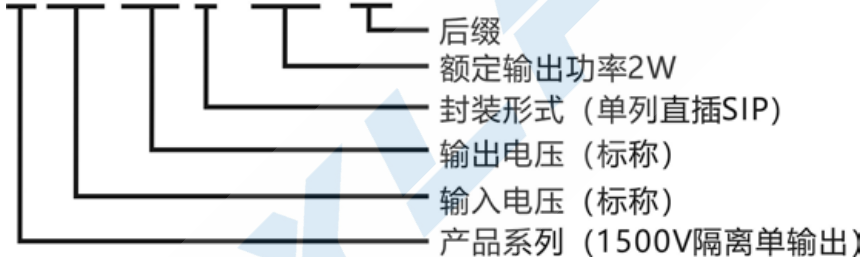 后缀
额定输出功率2W
封装形式（单列直插SIP）
输出电压（标称）
输入电压（标称）
产品系列（1500V隔离单输出）